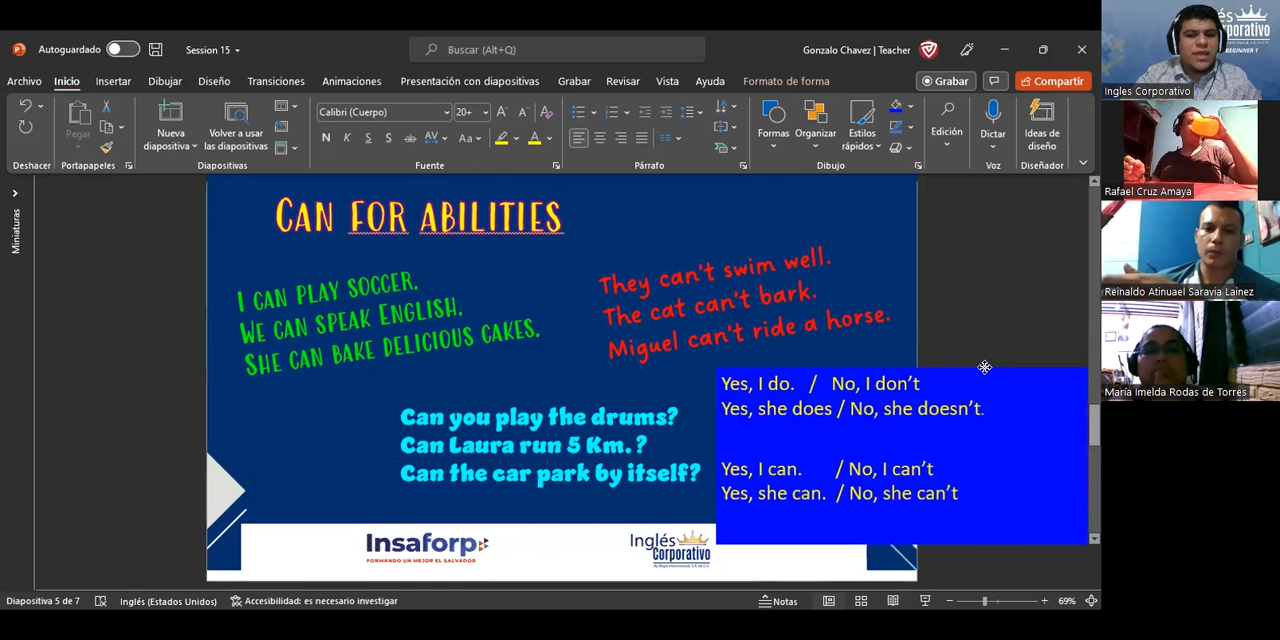 Autoguardado
Session 15
Buscar (Alt+Q)
Gonzalo Chavez | Teacher
Archivo Inicio Insertar Dibujar Diseño Transiciones Animaciones Presentación con diapositivas Grabar Revisar Vista Ayuda Formato de forma
Grabar
Compartir
Pegar
Nueva diapositiva
Volver a usar las diapositivas
Calibri (Cuerpo) 20+
N K S S ab AV Aa A
Formas
Organizar
Estilos rápidos
Edición
Dictar
Ideas de diseño
Deshacer Portapapeles Diapositivas Fuente Párrafo Dibujo Voz Diseñador
Miniaturas
CAN FOR ABILITIES
I CAN PLAY SOCCER.
WE CAN SPEAK ENGLISH.
SHE CAN BAKE DELICIOUS CAKES.
They can't swim well.
The cat can't bark.
Miguel can't ride a horse.
Can you play the drums?
Can Laura run 5 Km.?
Can the car park by itself?
Yes, I do. / No, I don't
Yes, she does / No, she doesn't.
Yes, I can. / No, I can't
Yes, she can. / No, she can't
Insaforp
FORMANDO UN MEJOR EL SALVADOR
Inglés
Corporativo
Diapositiva 5 de 7
Inglés (Estados Unidos)
Accesibilidad: es necesario investigar
Notas
69%
Ingles Corporativo
Rafael Cruz Amaya
Reinaldo Atinuael Saravia Lainez
María Imelda Rodas de Torres